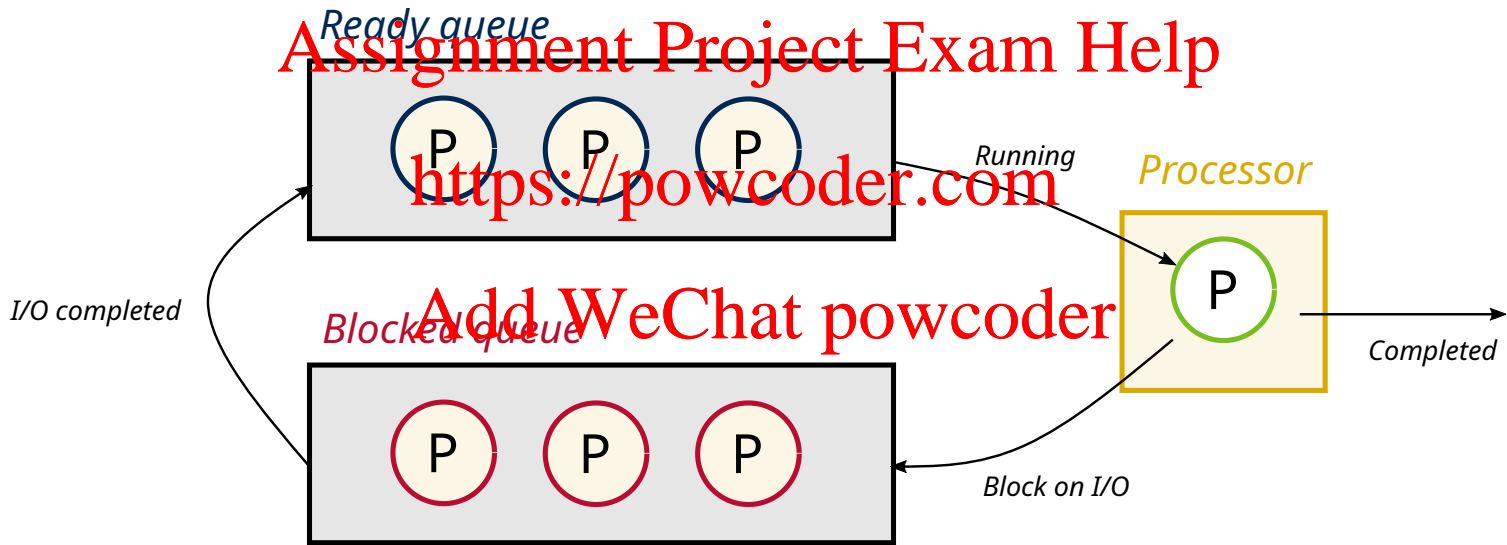 Ready queue
Assignment Project Exam Help
P P P
Running
Processor
https://powcoder.com
P
I/O completed
Add WeChat powcoder
Blocked queue
Completed
P P P
Block on I/O